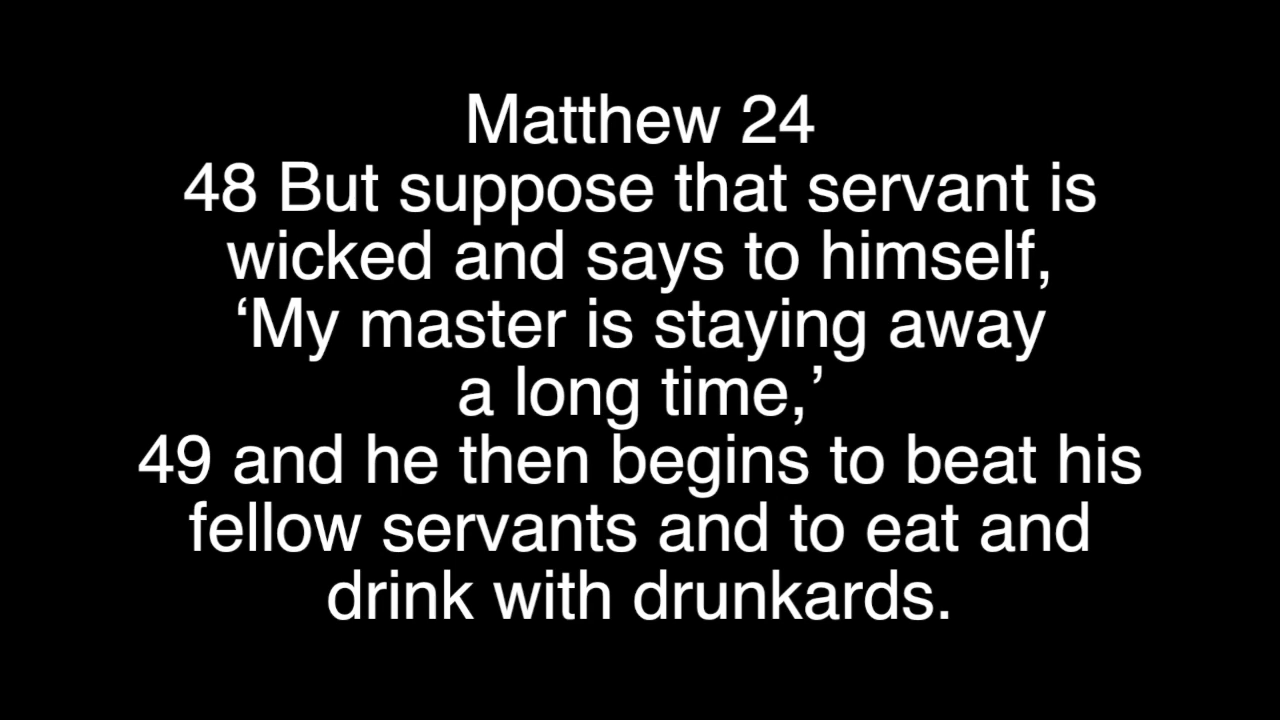 Matthew 24
48 But suppose that servant is
wicked and says to himself,
‘My master is staying away
a long time,’
49 and he then begins to beat his
fellow servants and to eat and
drink with drunkards.